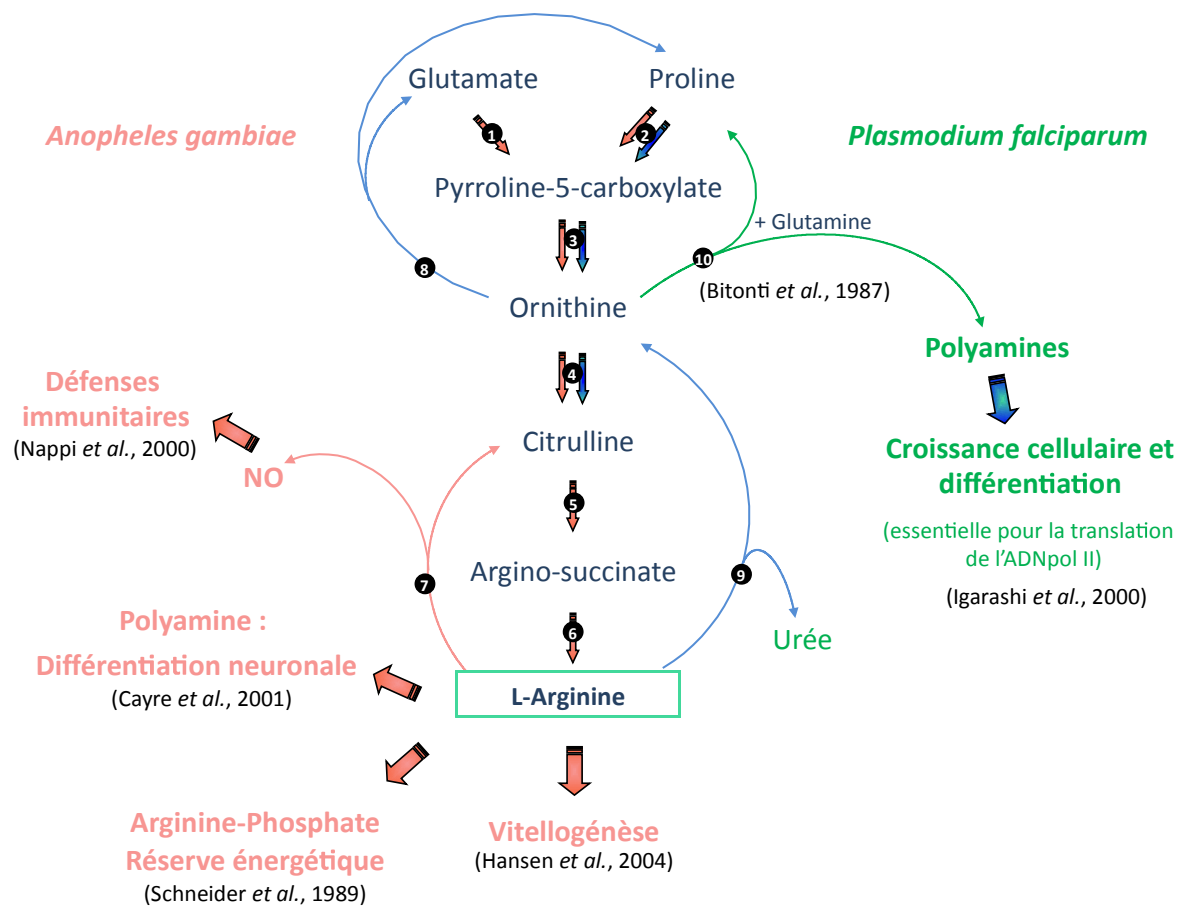 Glutamate
Proline
Anopheles gambiae
Plasmodium falciparum
1
2
Pyrroline-5-carboxylate
+ Glutamine
3
8
10
(Bitonti et al., 1987)
Ornithine
Polyamines
4
Défenses
immunitaires
(Nappi et al., 2000)
NO
Citrulline
Croissance cellulaire et
différentiation
(essentielle pour la translation
de l'ADNpol II)
(Igarashi et al., 2000)
5
Argino-succinate
7
9
6
Urée
Polyamine :
Différentiation neuronale
(Cayre et al., 2001)
L-Arginine
Arginine-Phosphate
Réserve énergétique
(Schneider et al., 1989)
Vitellogénèse
(Hansen et al., 2004)